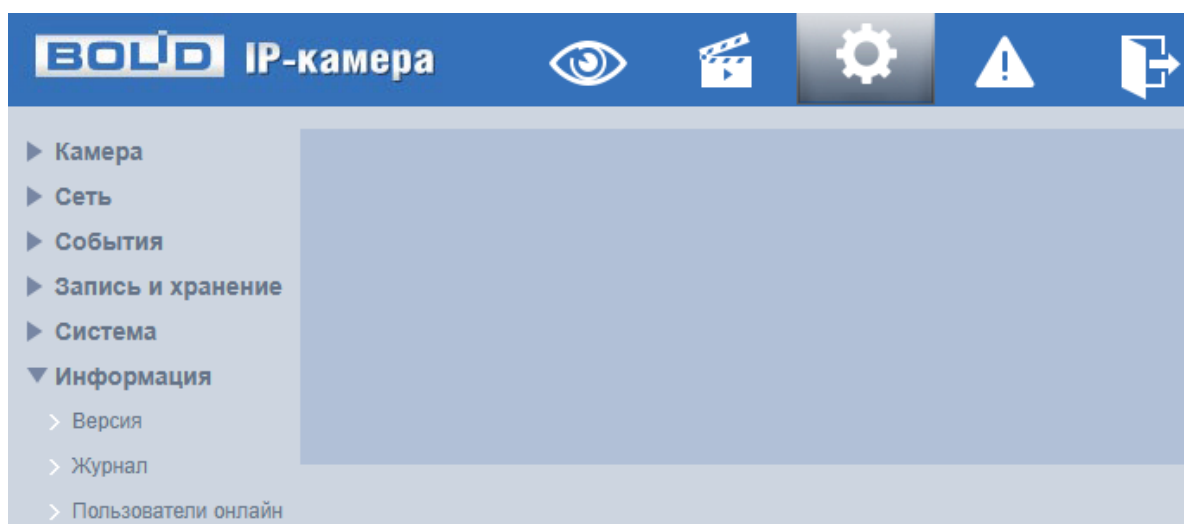 BOLID IP-камера
Камера
Сеть
События
Запись и хранение
Система
Информация
Версия
Журнал
Пользователи онлайн